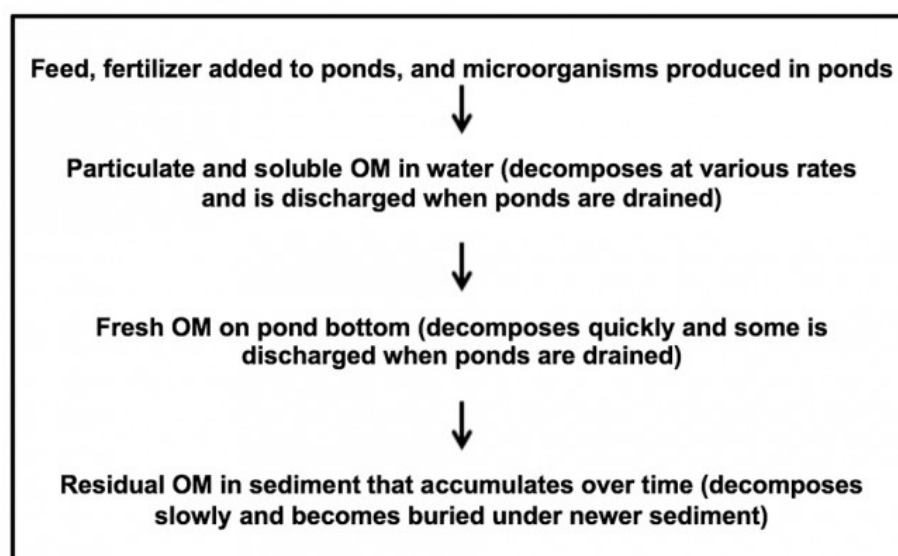 Feed, fertilizer added to ponds, and microorganisms produced in ponds
Particulate and soluble OM in water (decomposes at various rates
and is discharged when ponds are drained)
Fresh OM on pond bottom (decomposes quickly and some is
discharged when ponds are drained)
Residual OM in sediment that accumulates over time (decomposes
slowly and becomes buried under newer sediment)